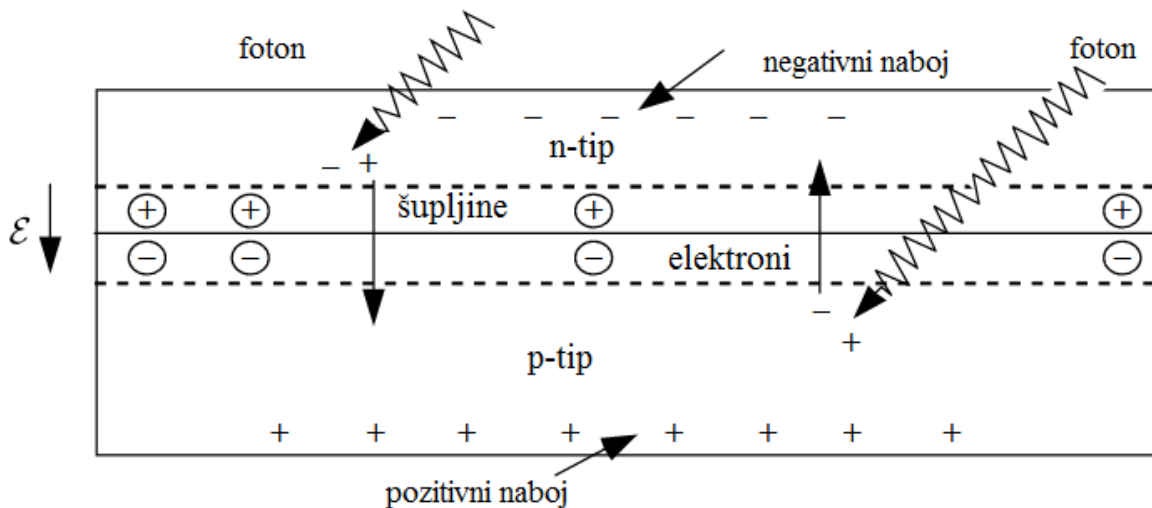 foton
negativni naboj
foton
– – – – – –
n-tip
– +
šupljine
+ + + +
ℰ
– – – –
elektroni
–
+
p-tip
+ + + + + + + +
pozitivni naboj